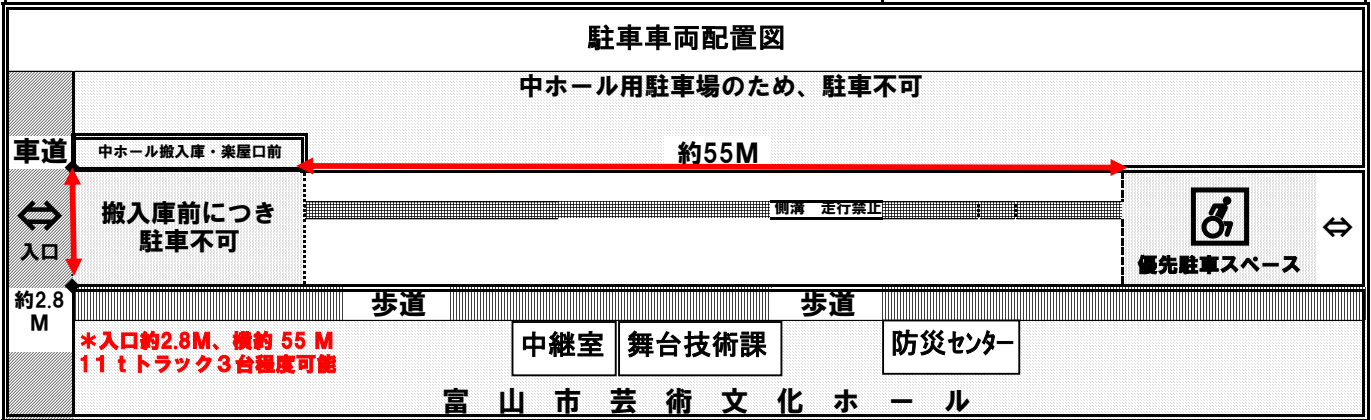 駐車車両配置図
中ホール用駐車場のため、駐車不可
車道
中ホール搬入庫・楽屋口前
約55M
搬入庫前につき
駐車不可
側溝　走行禁止
⇔
入口
優先駐車スペース
⇔
約2.8
M
歩道
歩道
＊入口約2.8M、横約 55 M
11ｔトラック３台程度可能
中継室
舞台技術課
防災センター
富山市芸術文化ホール